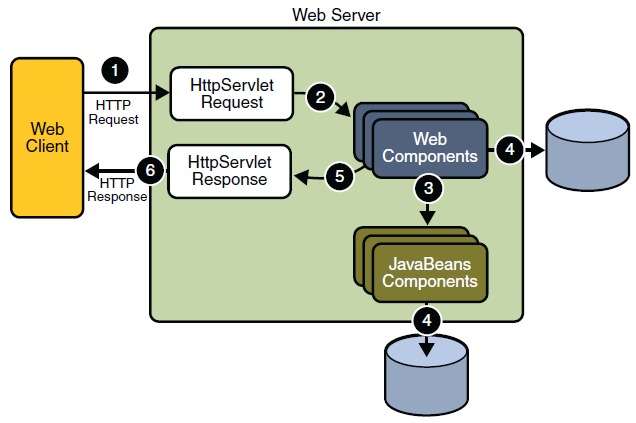 Web Server
1
HTTP
Request
Web
Client
HttpServlet
Request
2
Web
Components
4
HttpServlet
Response
5
6
HTTP
Response
3
JavaBeans
Components
4